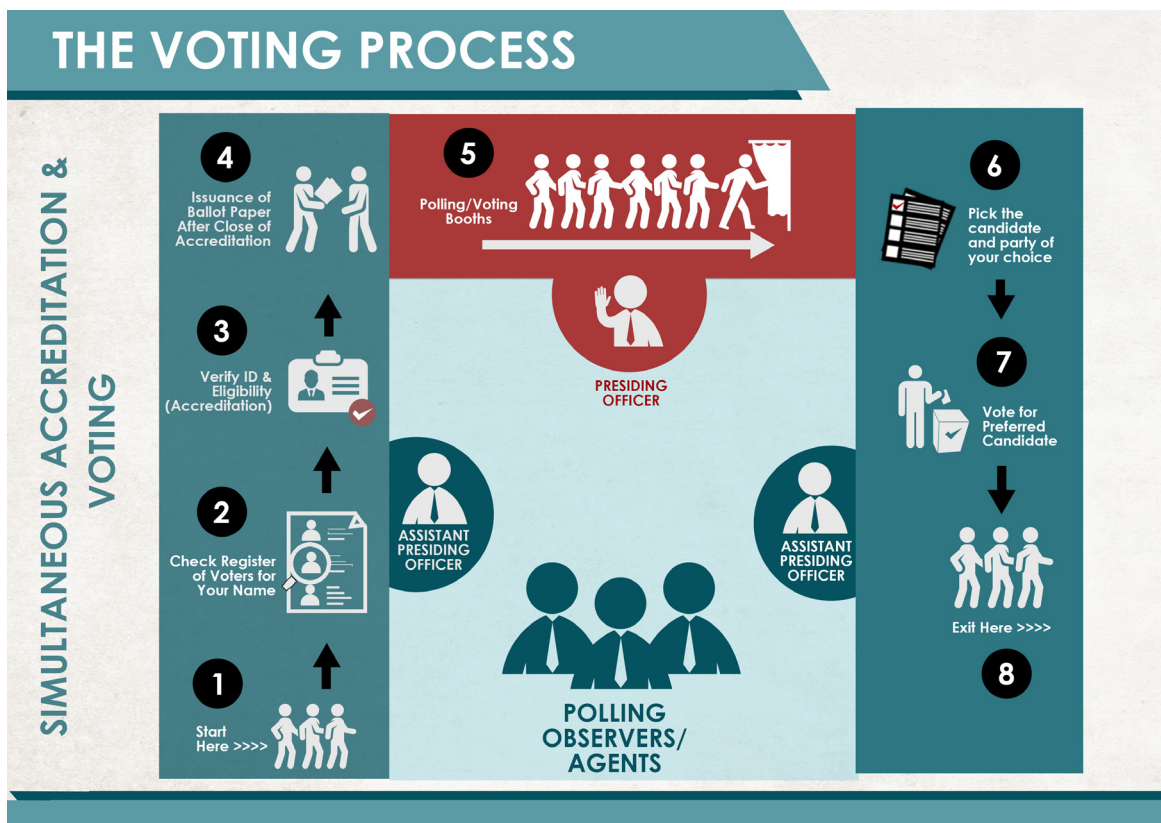 THE VOTING PROCESS
SIMULTANEOUS ACCREDITATION &
VOTING
1
Start
Here >>>>
2
Check Register
of Voters for
Your Name
3
Verify ID &
Eligibility
(Accreditation)
4
Issuance of
Ballot Paper
After Close of
Accreditation
5
Polling/Voting
Booths
PRESIDING
OFFICER
ASSISTANT
PRESIDING
OFFICER
ASSISTANT
PRESIDING
OFFICER
POLLING
OBSERVERS/
AGENTS
6
Pick the
candidate
and party of
your choice
7
Vote for
Preferred
Candidate
Exit Here >>>>
8